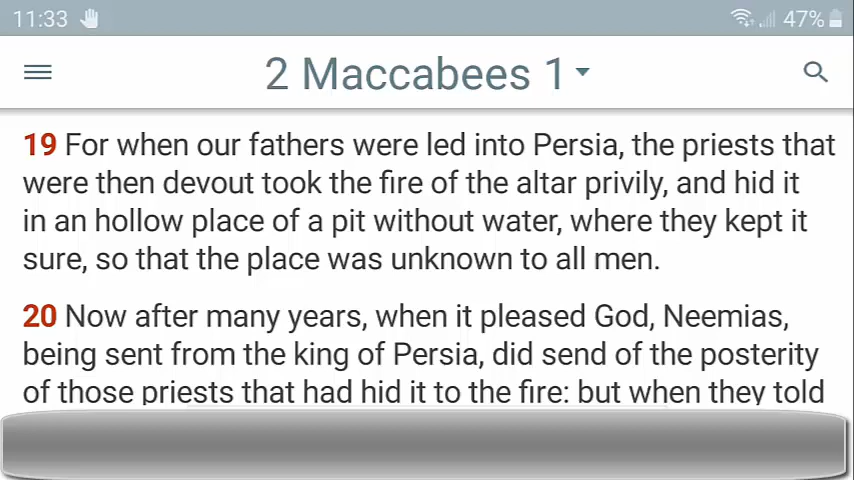 11:33 47%
2 Maccabees 1
19 For when our fathers were led into Persia, the priests that
were then devout took the fire of the altar privily, and hid it
in an hollow place of a pit without water, where they kept it
sure, so that the place was unknown to all men.
20 Now after many years, when it pleased God, Neemias,
being sent from the king of Persia, did send of the posterity
of those priests that had hid it to the fire: but when they told